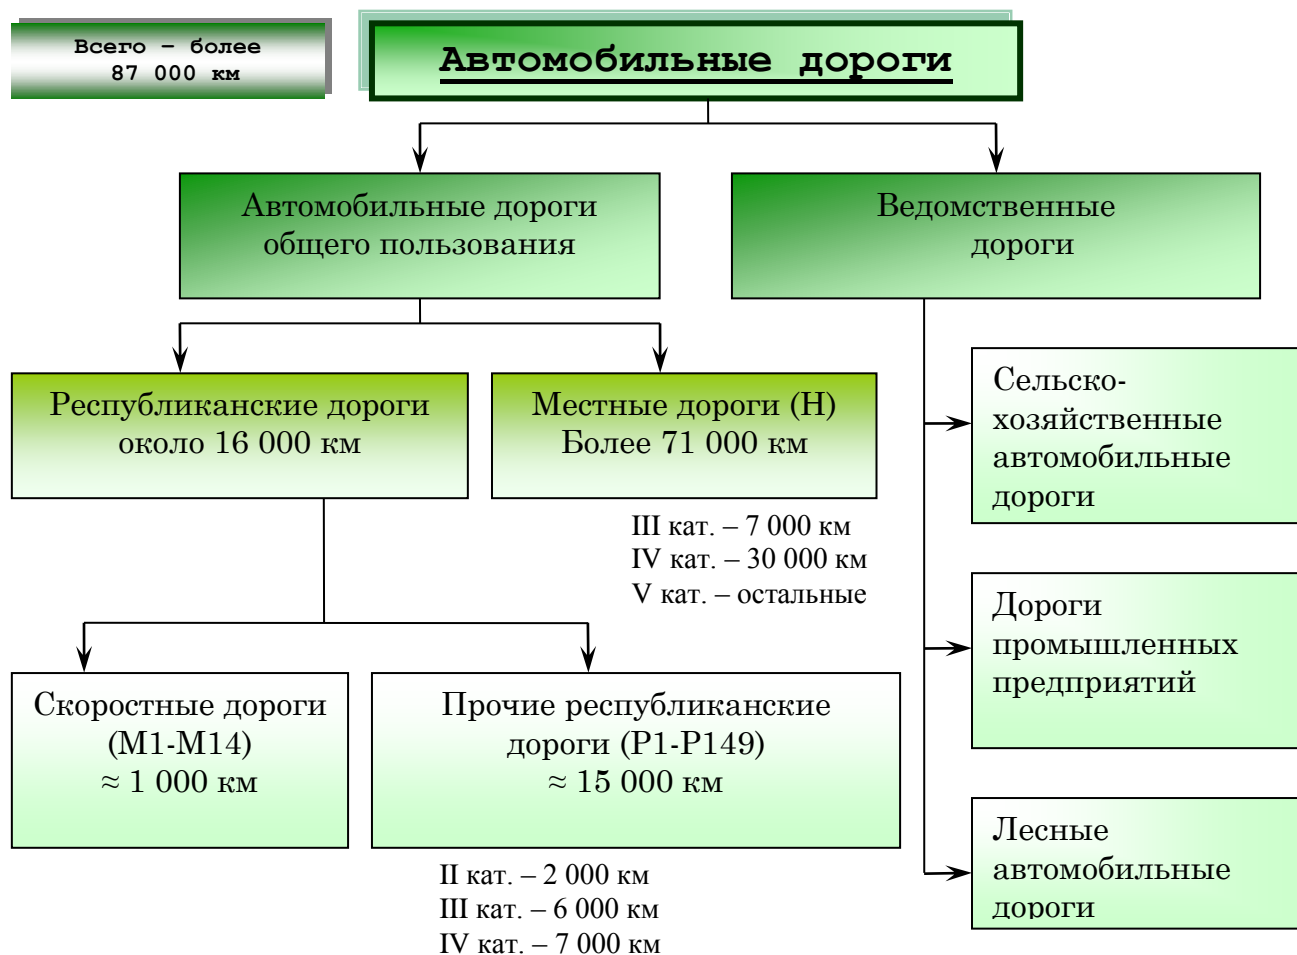 Всего – более
87 000 км
Автомобильные дороги
Автомобильные дороги
общего пользования
Ведомственные
дороги
Республиканские дороги
около 16 000 км
Местные дороги (Н)
Более 71 000 км
III кат. – 7 000 км
IV кат. – 30 000 км
V кат. – остальные
Скоростные дороги
(М1-М14)
≈ 1 000 км
Прочие республиканские
дороги (Р1-Р149)
≈ 15 000 км
II кат. – 2 000 км
III кат. – 6 000 км
IV кат. – 7 000 км
Сельско-
хозяйственные
автомобильные
дороги
Дороги
промышленных
предприятий
Лесные
автомобильные
дороги